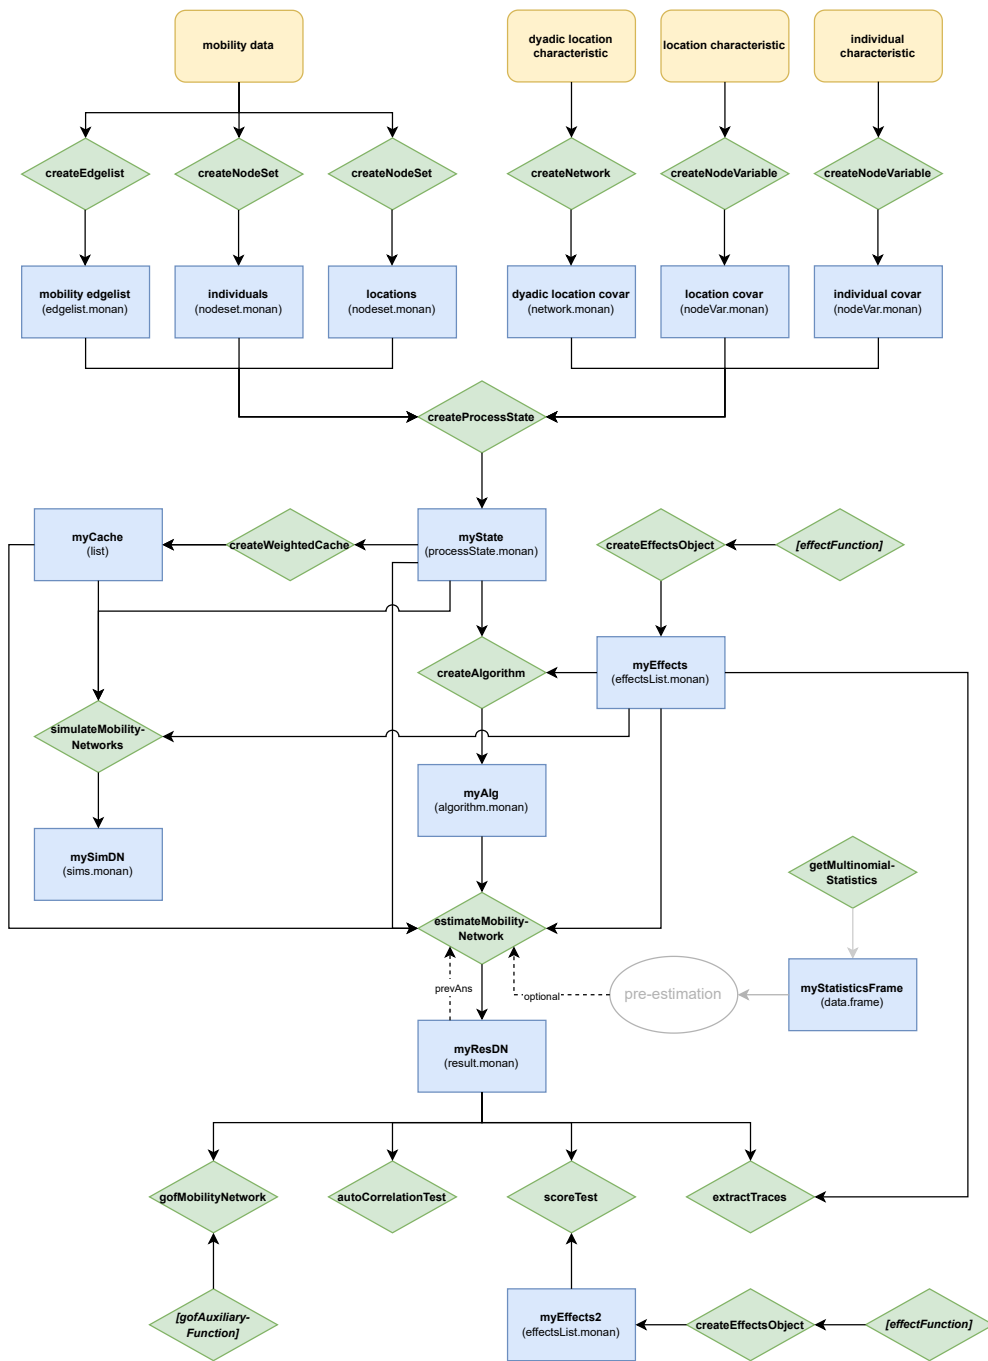 mobility data
dyadic location
characteristic
location characteristic
individual
characteristic
createEdgelist
createNodeSet
createNodeSet
createNetwork
createNodeVariable
createNodeVariable
mobility edgelist
(edgelist.monan)
individuals
(nodeset.monan)
locations
(nodeset.monan)
dyadic location covar
(network.monan)
location covar
(nodeVar.monan)
individual covar
(nodeVar.monan)
createProcessState
myCache
(list)
createWeightedCache
myState
(processState.monan)
createEffectsObject
[effectFunction]
createAlgorithm
myEffects
(effectsList.monan)
simulateMobility-
Networks
myAlg
(algorithm.monan)
mySimDN
(sims.monan)
getMultinomial-
Statistics
estimateMobility-
Network
prevAns
optional
pre-estimation
myStatisticsFrame
(data.frame)
myResDN
(result.monan)
gofMobilityNetwork
autoCorrelationTest
scoreTest
extractTraces
[gofAuxiliary-
Function]
myEffects2
(effectsList.monan)
createEffectsObject
[effectFunction]